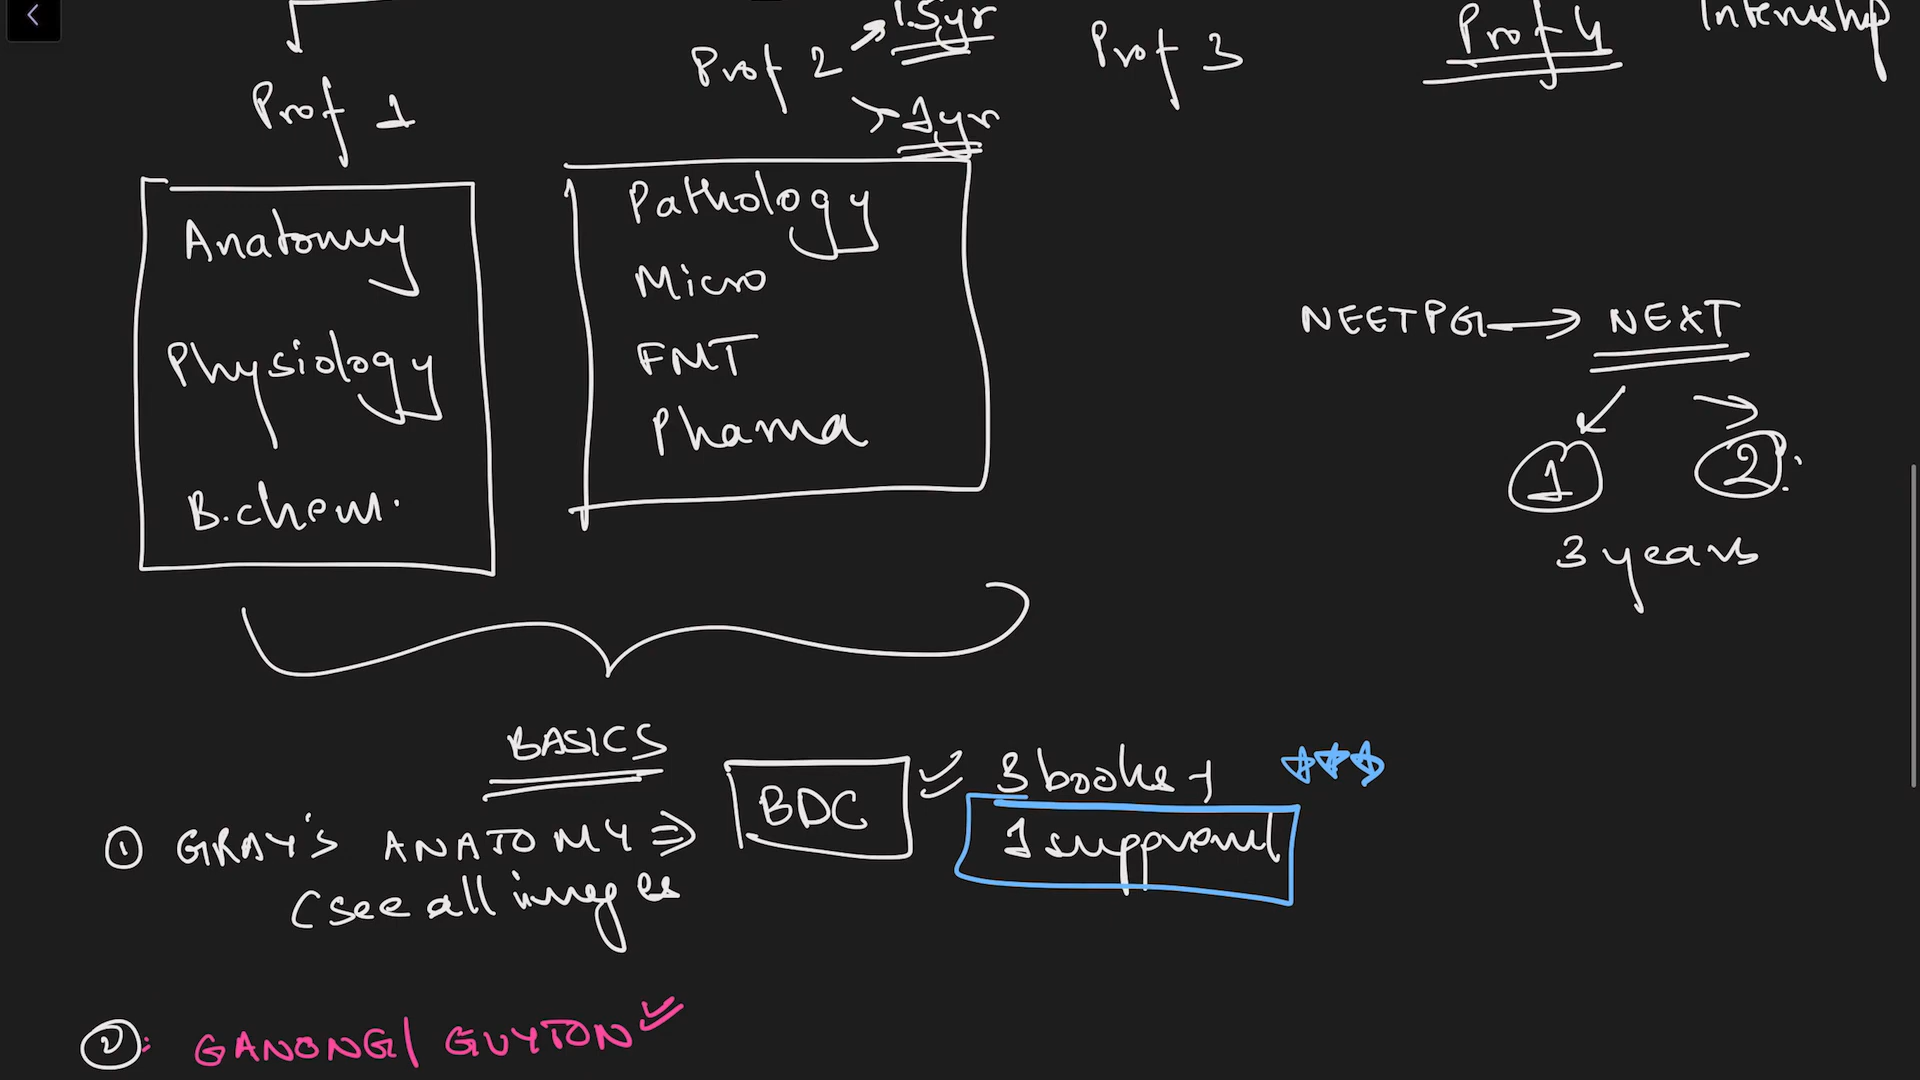 1.5yr
Prof 4
Internship
Prof 2
Prof 3
Prof 1
1yr
Pathology
Anatomy
Micro
NEETPG → NEXT
Physiology
FMT
Phama
1
2
B.chem.
3 years
BASICS
BDC
3 books +
① GRAY'S ANATOMY ⇒
(see all images
②: GANONG/ GUYTON